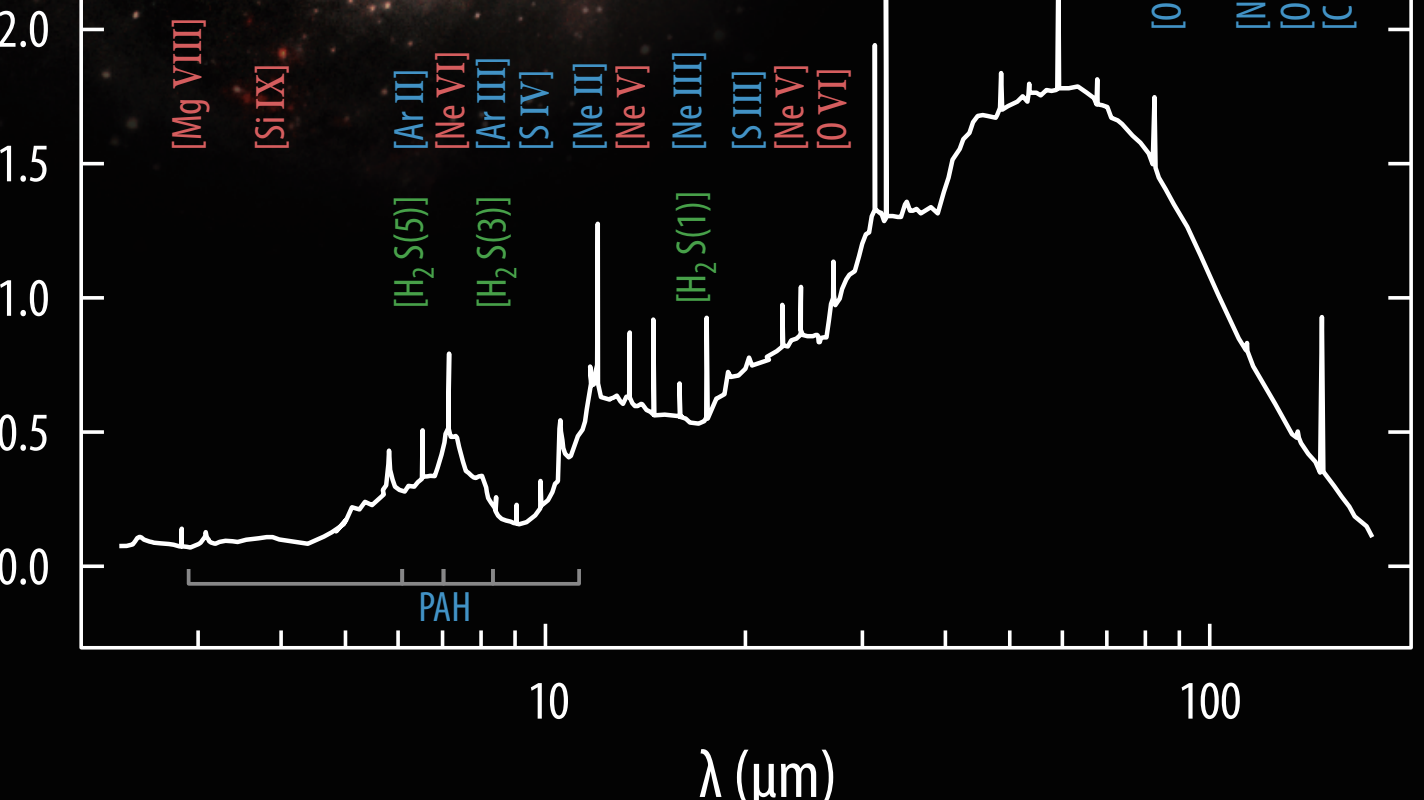 2.0
1.5
1.0
0.5
0.0
[Mg VIII]
[Si IX]
[Ar II]
[Ne VI]
[Ar III]
[S IV]
[Ne II]
[Ne V]
[Ne III]
[S III]
[Ne V]
[O VI]
[O
[N
[O
[C
[H₂ S(5)]
[H₂ S(3)]
[H₂ S(1)]
PAH
10
100
λ (μm)